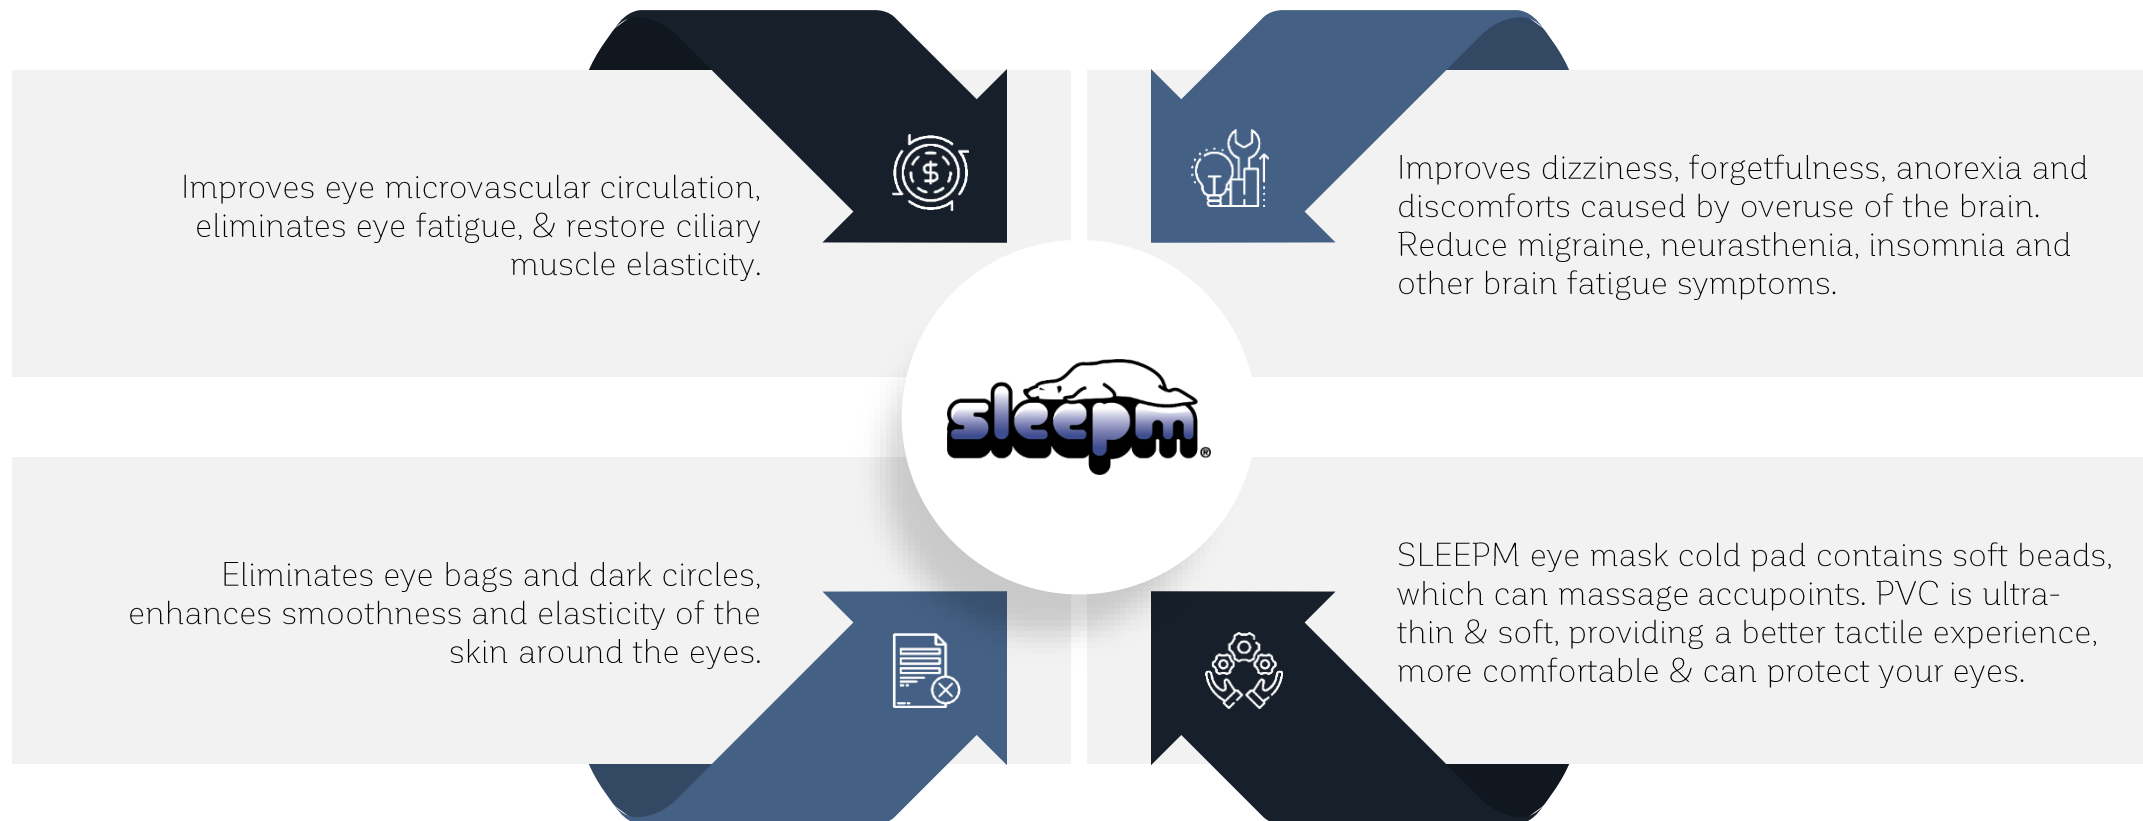 Improves eye microvascular circulation,
eliminates eye fatigue, & restore ciliary
muscle elasticity.
$
Improves dizziness, forgetfulness, anorexia and
discomforts caused by overuse of the brain.
Reduce migraine, neurasthenia, insomnia and
other brain fatigue symptoms.
sleepm®
Eliminates eye bags and dark circles,
enhances smoothness and elasticity of the
skin around the eyes.
SLEEPM eye mask cold pad contains soft beads,
which can massage accupoints. PVC is ultra-
thin & soft, providing a better tactile experience,
more comfortable & can protect your eyes.